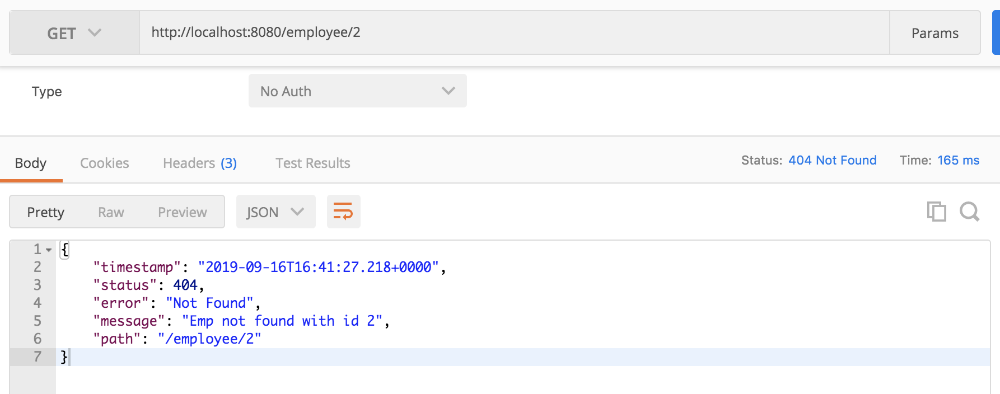 GET http://localhost:8080/employee/2 Params
Type No Auth
Body Cookies Headers (3) Test Results Status: 404 Not Found Time: 165 ms
Pretty Raw Preview JSON
1 {
2 "timestamp": "2019-09-16T16:41:27.218+0000",
3 "status": 404,
4 "error": "Not Found",
5 "message": "Emp not found with id 2",
6 "path": "/employee/2"
7 }